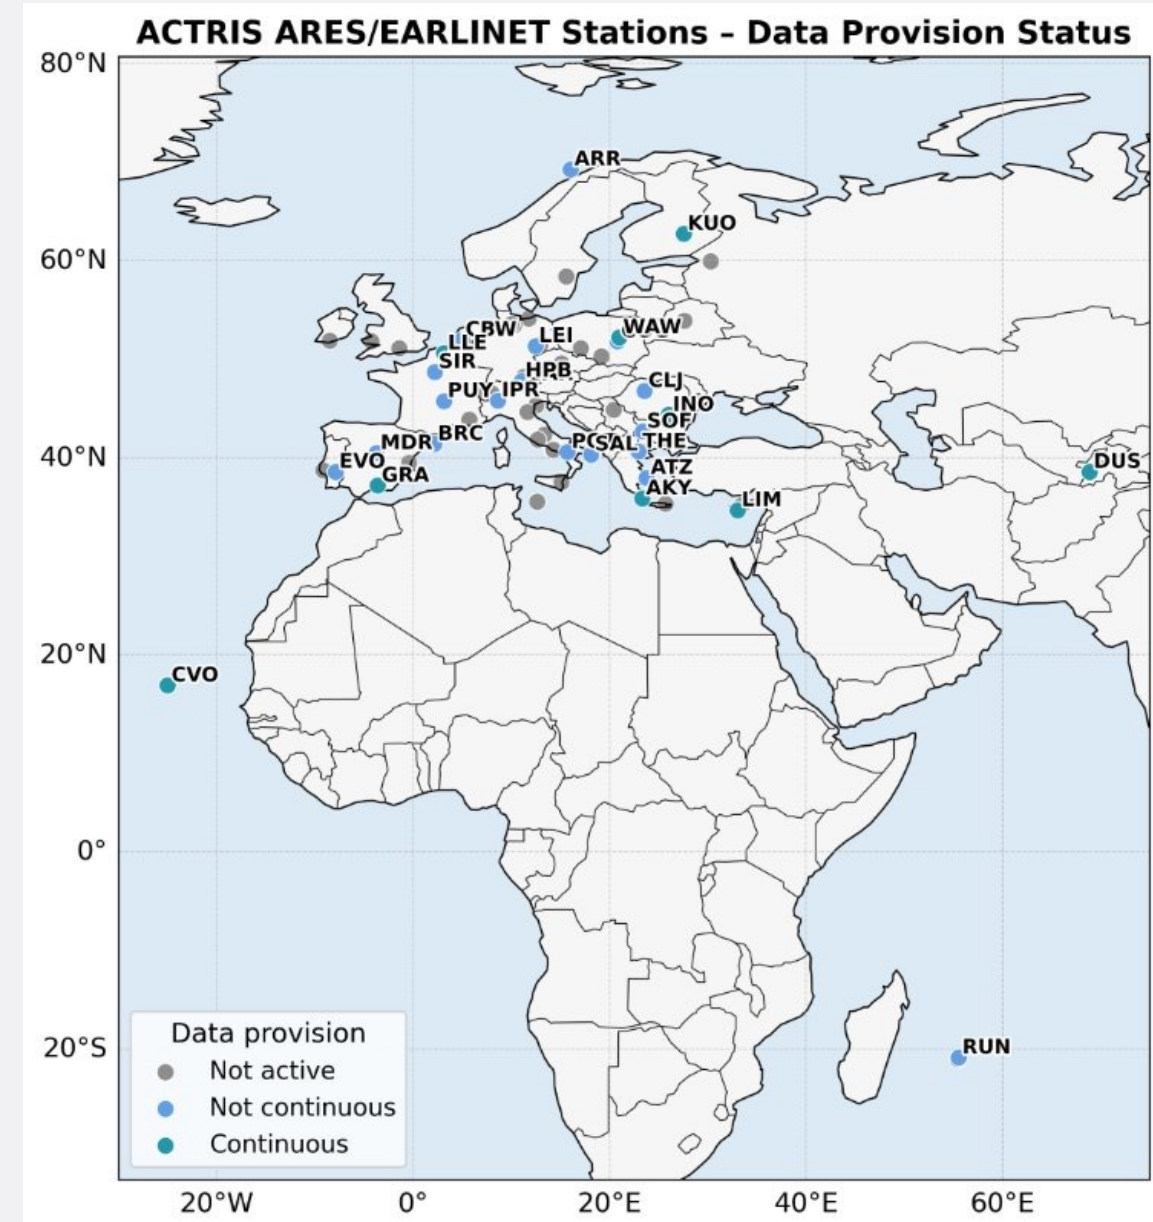 ACTRIS ARES/EARLINET Stations – Data Provision Status
80°N
60°N
40°N
20°N
0°
20°S
20°W
0°
20°E
40°E
60°E
ARR
KUO
CBW
LLE
SIR
LEI
WAW
HPB
PUY
IPR
CLJ
INO
SOF
BRC
MDR
EVO
GRA
SAL
THE
ATZ
AKY
LIM
DUS
CVO
RUN
Data provision
Not active
Not continuous
Continuous